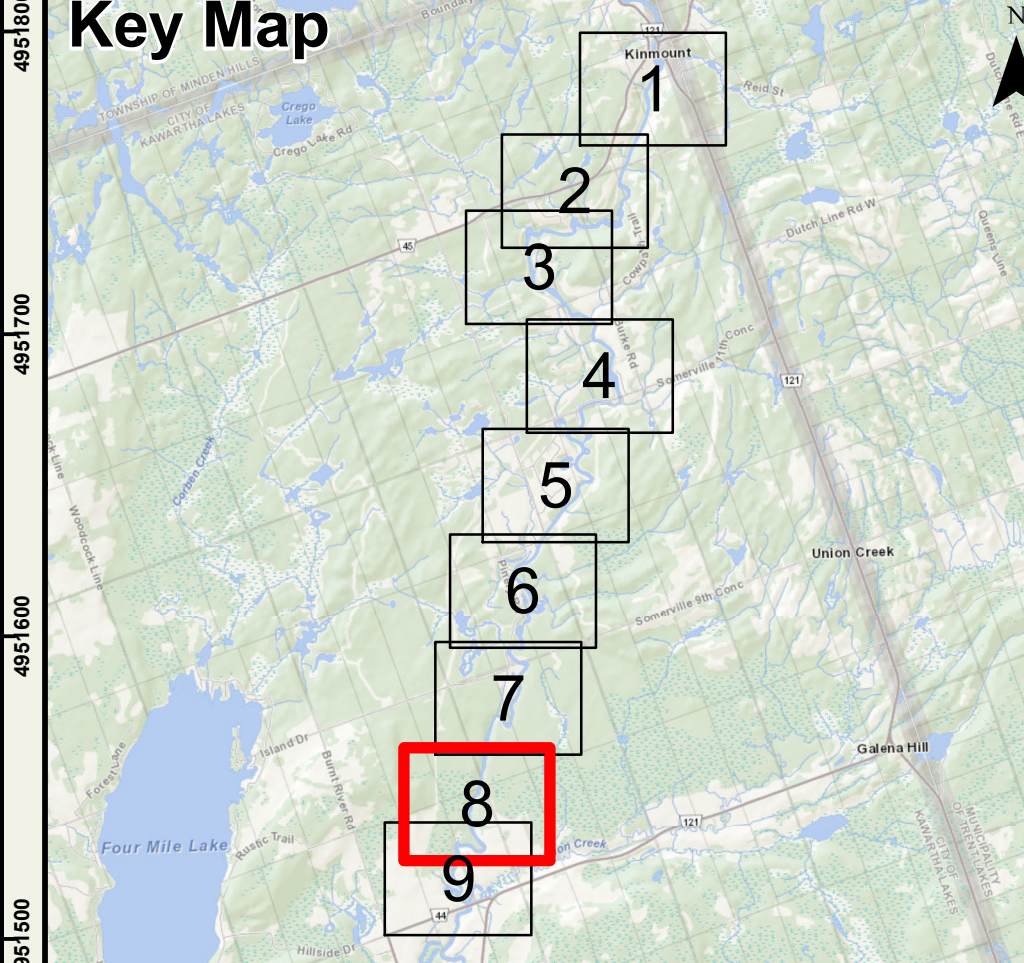 Key Map
N
4951800
4951700
4951600
951500
Boundary
121
Kinmount
1
TOWNSHIP OF MINDEN HILLS
CITY OF
KAWARTHA LAKES
Crego
Lake
Crego Lake Rd
Reid St
2
Dutch Line Rd W
Queens Line
45
3
4
Burke Rd
Somerville 11th Conc
121
Corben Creek
Woodcock Line
5
Union Creek
6
Somerville 9th Conc
7
Galena Hill
Forest Lane
Island Dr
Burnt River Rd
8
121
Four Mile Lake
Rustic Trail
on Creek
9
44
Hillside Dr
MUNICIPALITY
OF TRENT LAKES
CITY OF
KAWARTHA LAKES